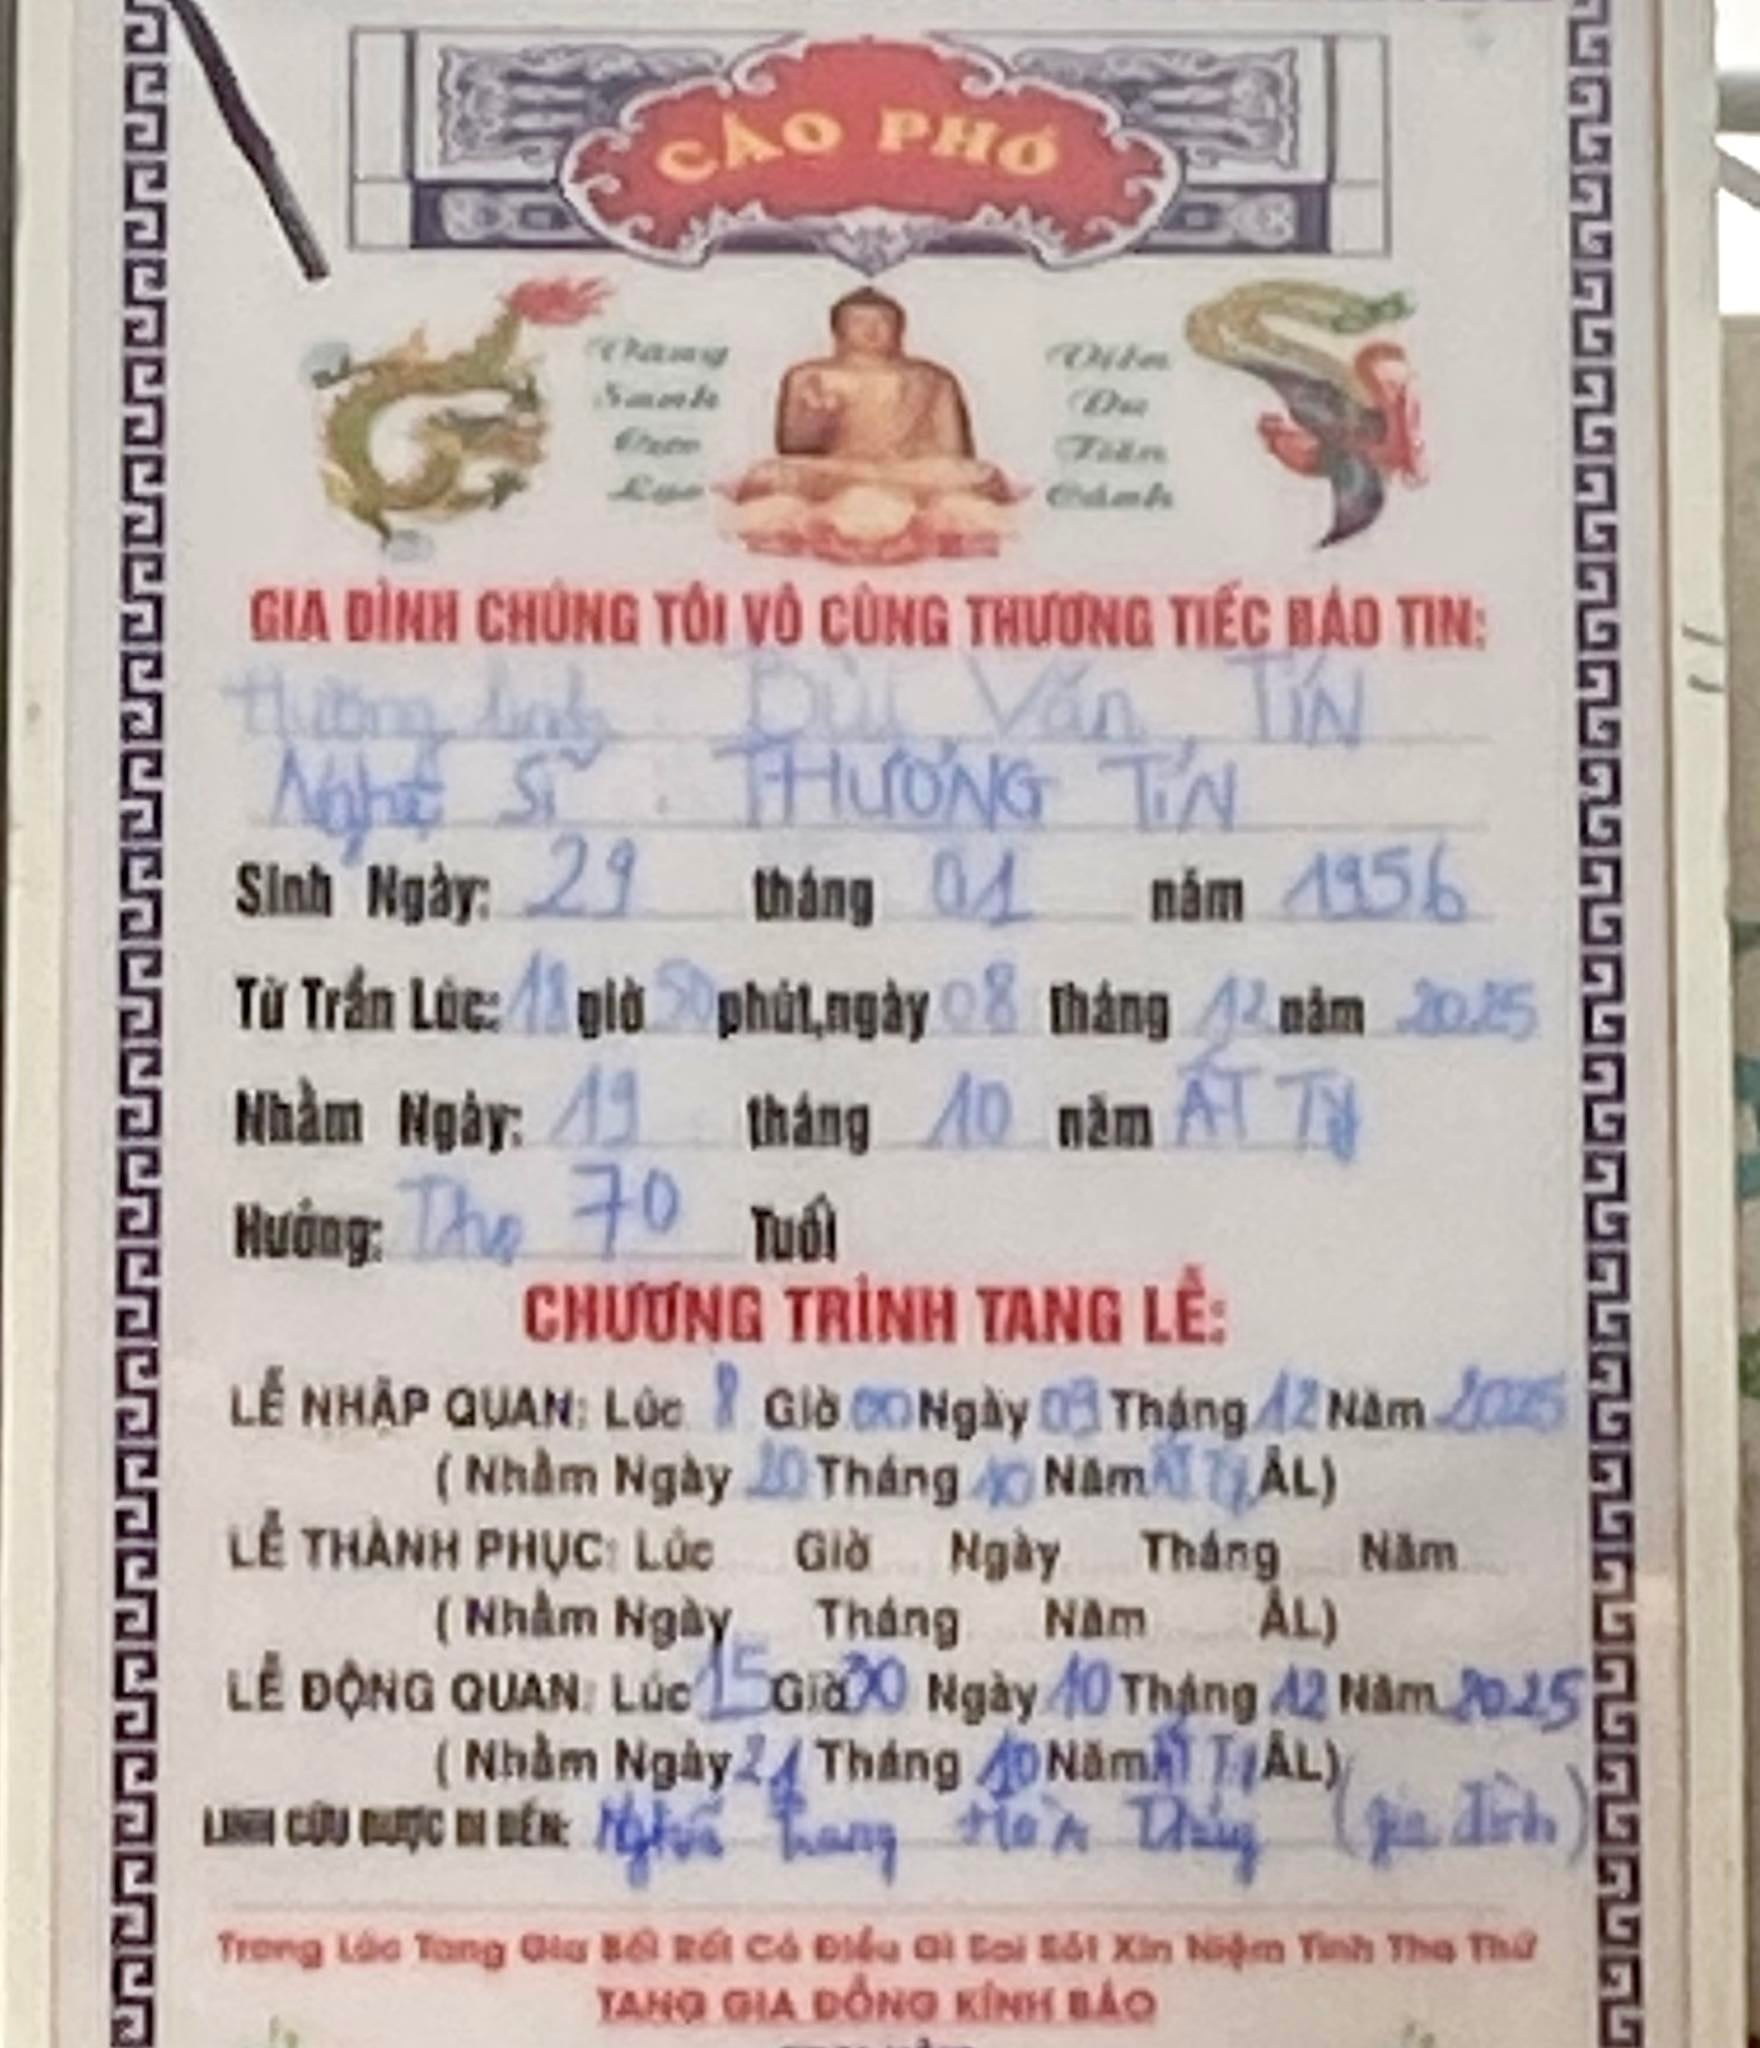 CÁO PHÓ
Vãng Sanh Cực Lạc
Diêu Du Tiên Cảnh
GIA ĐÌNH CHÚNG TÔI VÔ CÙNG THƯƠNG TIẾC BÁO TIN:
Hương linh : Bùi Văn TÍN
Nghệ Sĩ : THƯƠNG TÍN
Sinh Ngày: 29 tháng 01 năm 1956
Từ Trần Lúc: 18 giờ 50 phút,ngày 08 tháng 12 năm 2025
Nhằm Ngày: 19 tháng 10 năm ẤT TỴ
Hưởng: Thọ 70 Tuổi
CHƯƠNG TRÌNH TANG LỄ:
LỄ NHẬP QUAN: Lúc 8 Giờ 00 Ngày 09 Tháng 12 Năm 2025
( Nhằm Ngày 20 Tháng 10 Năm ẤT TỴ ÂL)
LỄ THÀNH PHỤC: Lúc Giờ Ngày Tháng Năm
( Nhằm Ngày Tháng Năm ÂL)
LỄ ĐỘNG QUAN: Lúc 15 Giờ 30 Ngày 10 Tháng 12 Năm 2025
( Nhằm Ngày 21 Tháng 10 Năm ẤT TỴ ÂL)
LINH CỮU ĐƯỢC DI ĐẾN: Nghĩa Trang (gia đình)
Trong Lúc Tang Gia Bối Rối Có Điều Gì Sai Sót Xin Niệm Tình Tha Thứ
TANG GIA ĐỒNG KÍNH BÁO